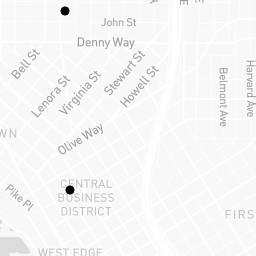 E
John St
Denny Way
Bell St
Lenora St
Virginia St
Stewart St
Howell St
Belmont Ave
Harvard Ave
Olive Way
OWN
Pike Pl
CENTRAL
BUSINESS
DISTRICT
FIRS
WEST EDGE